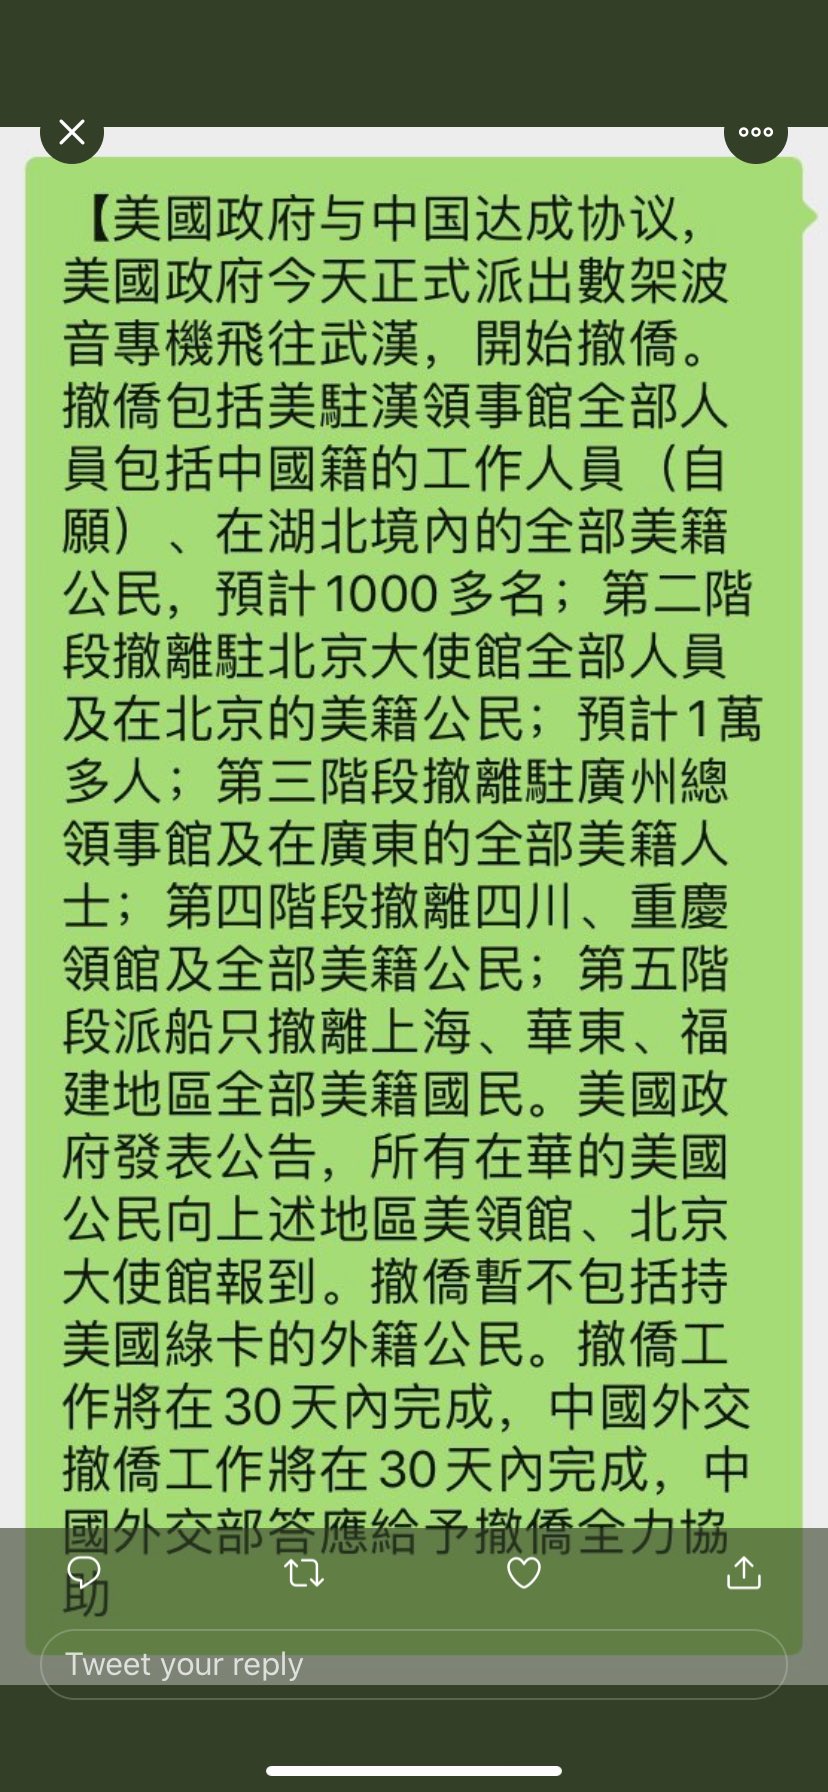 【美國政府与中国达成协议，
美國政府今天正式派出數架波
音專機飛往武漢，開始撤僑。
撤僑包括美駐漢領事館全部人
員包括中國籍的工作人員（自
願）、在湖北境內的全部美籍
公民，預計1000多名；第二階
段撤離駐北京大使館全部人員
及在北京的美籍公民；預計1萬
多人；第三階段撤離駐廣州總
領事館及在廣東的全部美籍人
士；第四階段撤離四川、重慶
領館及全部美籍公民；第五階
段派船只撤離上海、華東、福
建地區全部美籍國民。美國政
府發表公告，所有在華的美國
公民向上述地區美領館、北京
大使館報到。撤僑暫不包括持
美國綠卡的外籍公民。撤僑工
作將在30天內完成，中國外交
撤僑工作將在30天內完成，中
國外交部答應給予撤僑全力協
助
Tweet your reply